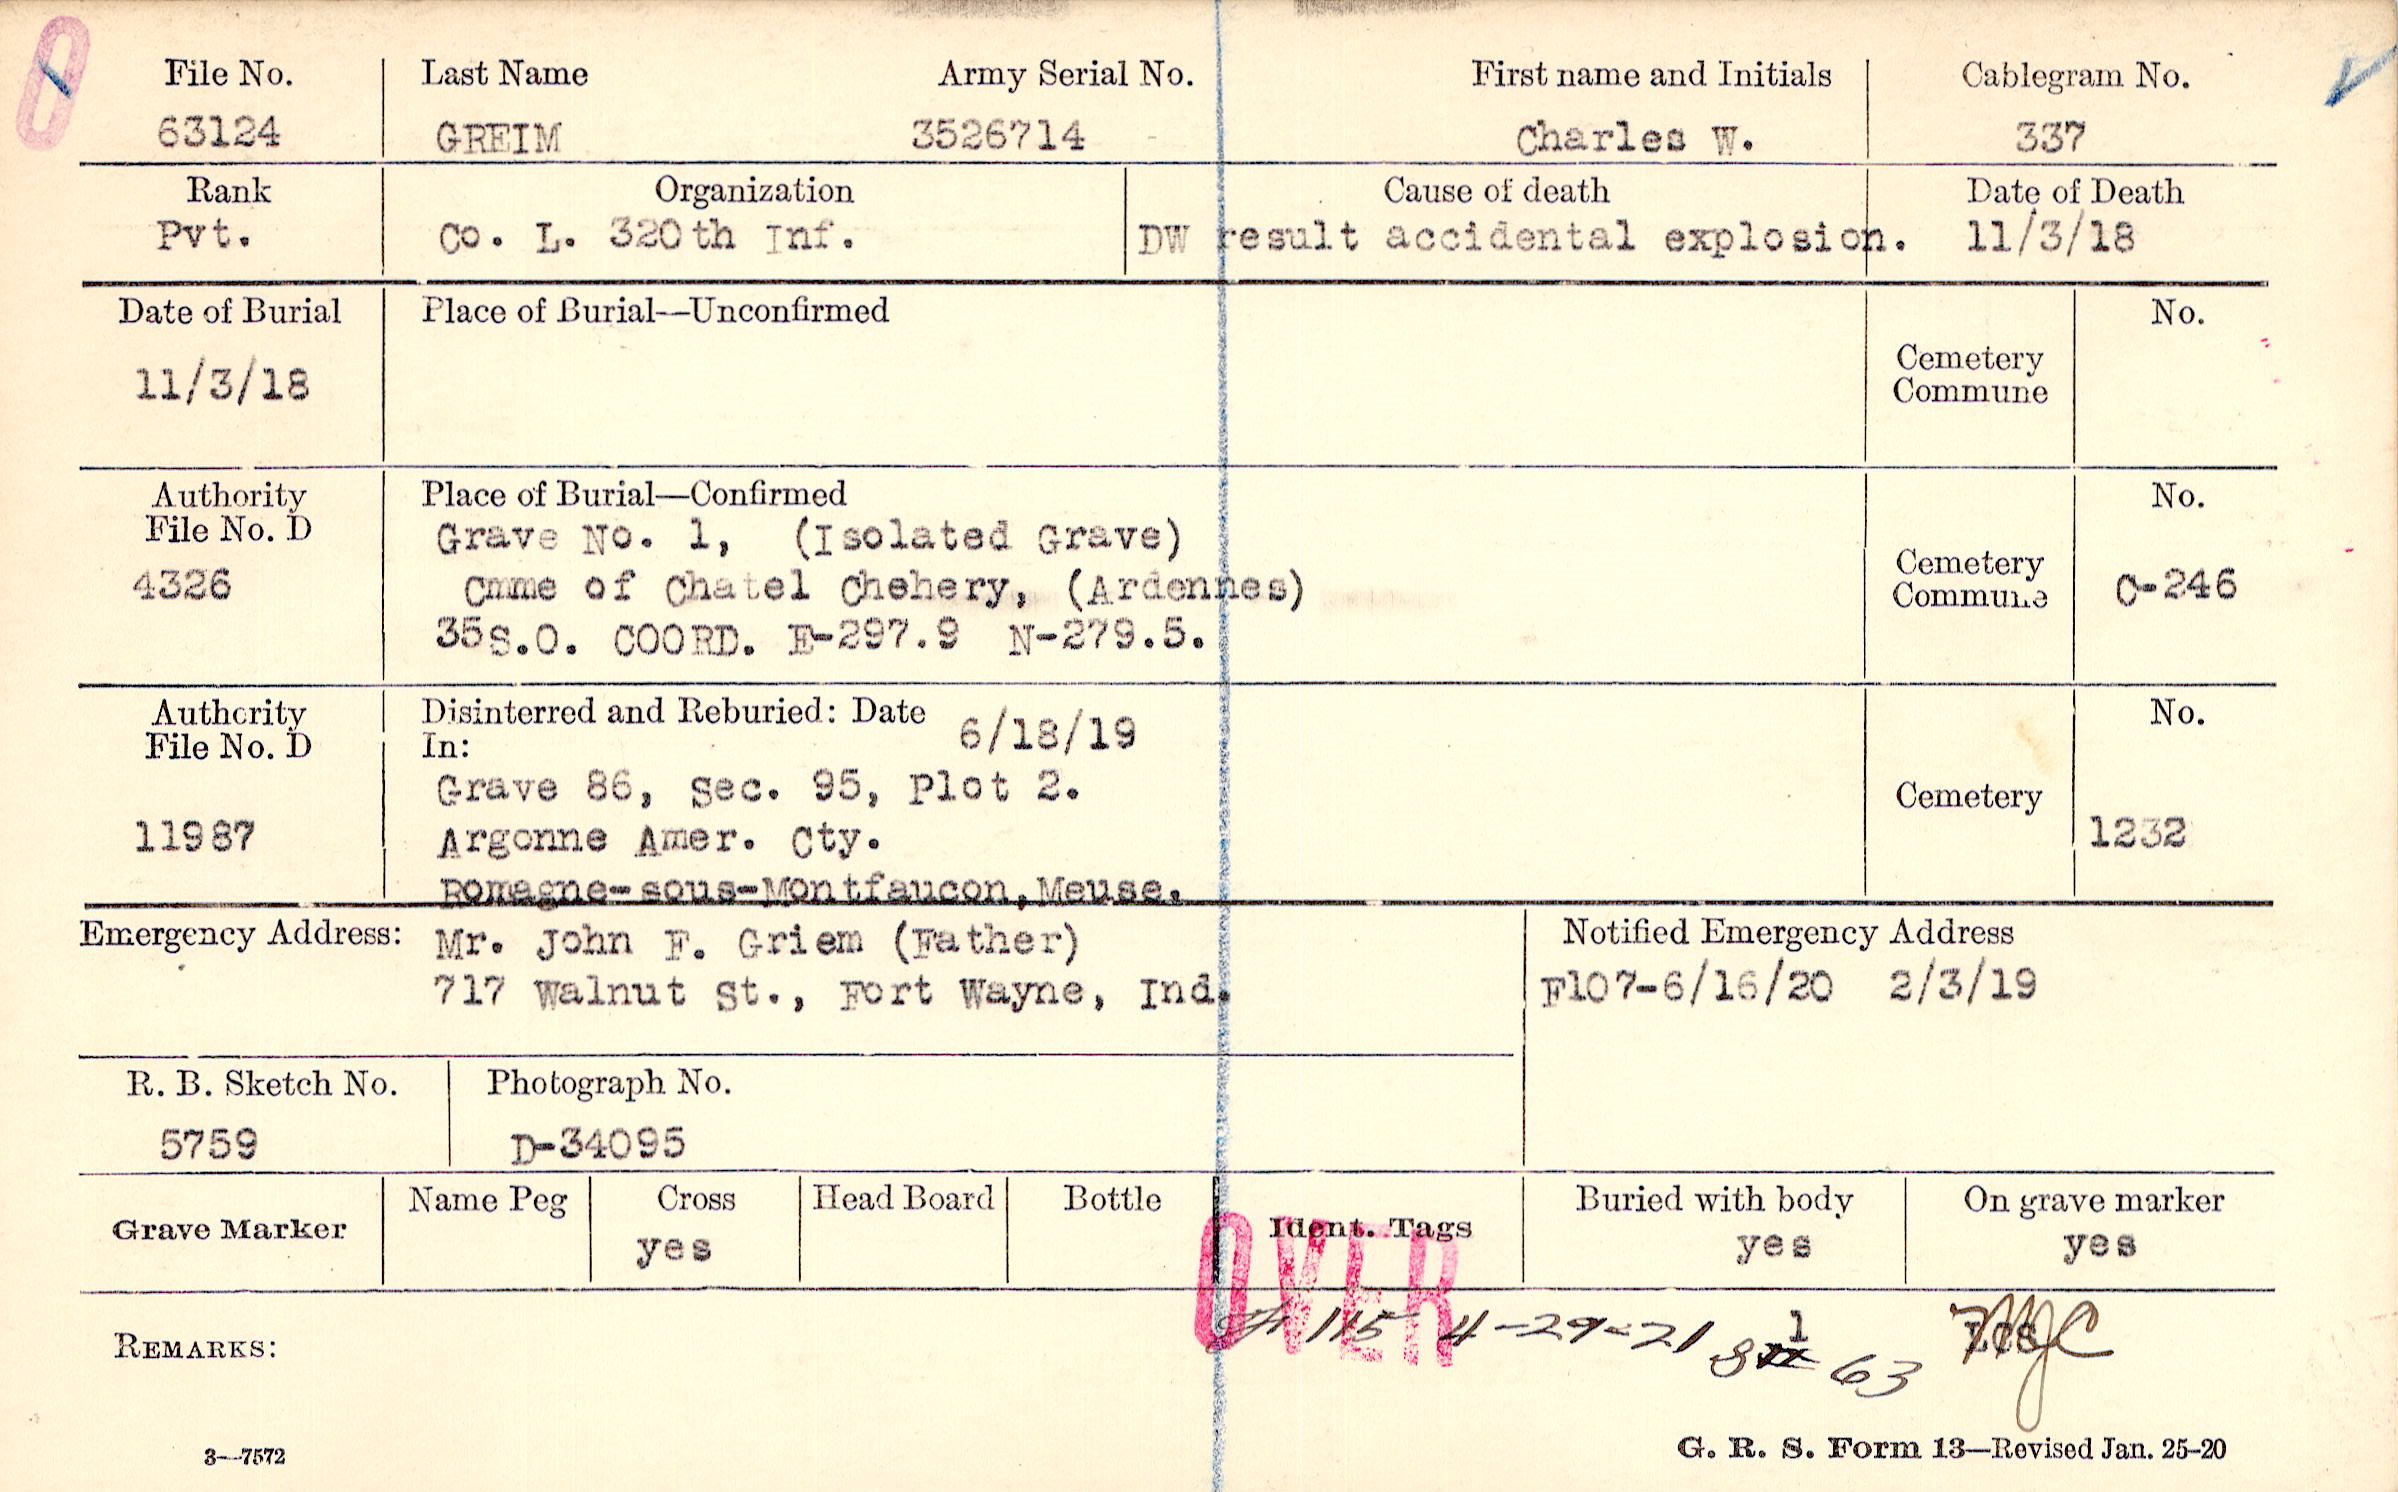 File No. Last Name Army Serial No. First name and Initials Cablegram No.
63124 GREIM 3526714 Charles W. 337
Rank Organization Cause of death Date of Death
Pvt. Co. L. 320th Inf. DW result accidental explosion. 11/3/18
Date of Burial Place of Burial—Unconfirmed No.
Cemetery
Commune
11/3/18
Authority Place of Burial—Confirmed No.
File No. D Grave No. 1, (Isolated Grave)
4326 Cmme of Chatel Chehery, (Ardennes) Cemetery
Commune C-246
35S.O. COORD. E-297.9 N-279.5.
Authority Disinterred and Reburied: Date 6/18/19 No.
File No. D In:
Grave 86, Sec. 95, Plot 2. Cemetery
11987 Argonne Amer. Cty. 1232
Romagne-sous-Montfaucon,Meuse.
Emergency Address: Mr. John F. Griem (Father) Notified Emergency Address
717 Walnut St., Fort Wayne, Ind. F107-6/16/20 2/3/19
R. B. Sketch No. Photograph No.
5759 D-34095
Name Peg Cross Head Board Bottle Buried with body On grave marker
Grave Marker yes Ident. Tags yes yes
OVER
115 4-29-21 8 1 63
REMARKS:
3—7572 G. R. S. Form 13—Revised Jan. 25-20